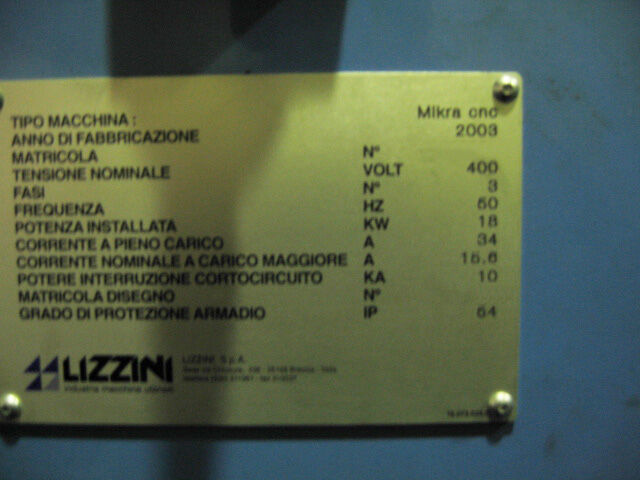 TIPO MACCHINA : Mikra cnc
ANNO DI FABBRICAZIONE 2003
MATRICOLA N°
TENSIONE NOMINALE VOLT 400
FASI N° 3
FREQUENZA HZ 50
POTENZA INSTALLATA KW 18
CORRENTE A PIENO CARICO A 34
CORRENTE NOMINALE A CARICO MAGGIORE A 15.6
POTERE INTERRUZIONE CORTOCIRCUITO KA 10
MATRICOLA DISEGNO N°
GRADO DI PROTEZIONE ARMADIO IP 54
LIZZINI LIZZINI S.p.A.
industria macchine utensili